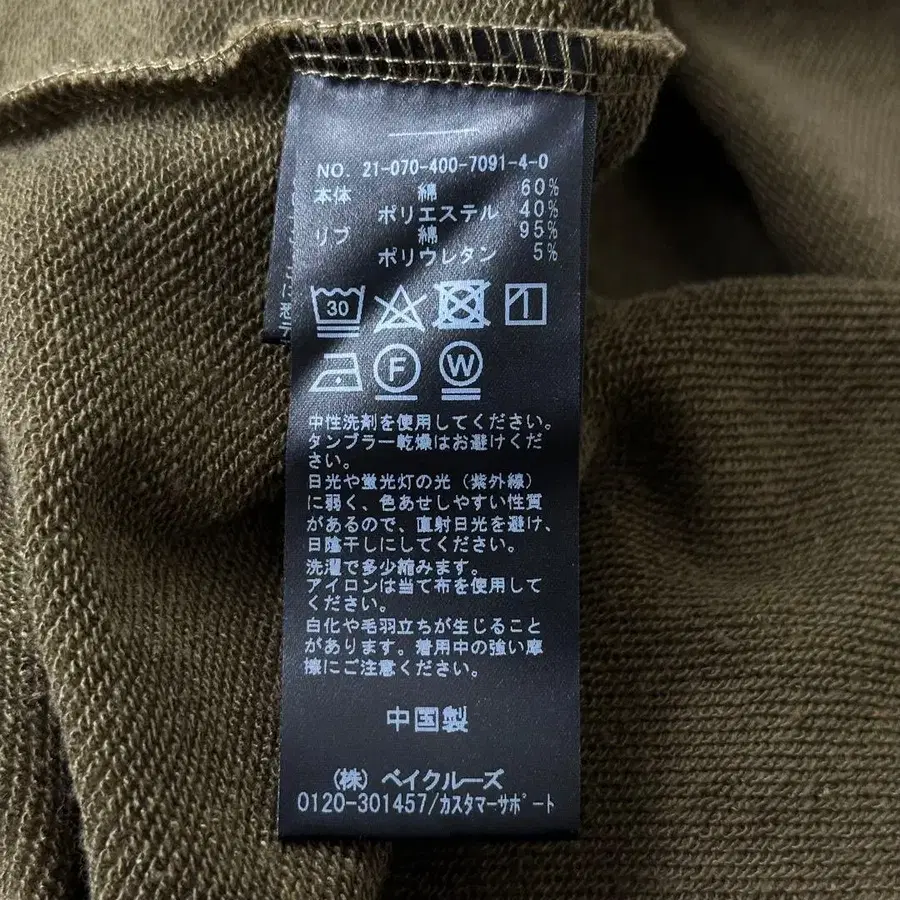 NO. 21-070-400-7091-4-0
本体 綿 60%
ポリエステル 40%
リブ 綿 95%
ポリウレタン 5%
30
F
W
中性洗剤を使用してください。
タンブラー乾燥はお避けくだ
さい。
日光や蛍光灯の光（紫外線）
に弱く、色あせしやすい性質
があるので、直射日光を避け、
日陰干しにしてください。
洗濯で多少縮みます。
アイロンは当て布を使用して
ください。
白化や毛羽立ちが生じること
があります。着用中の強い摩
擦にご注意ください。
中国製
（株）ベイクルーズ
0120-301457/ｶｽﾀﾏｰｻﾎﾟｰﾄ